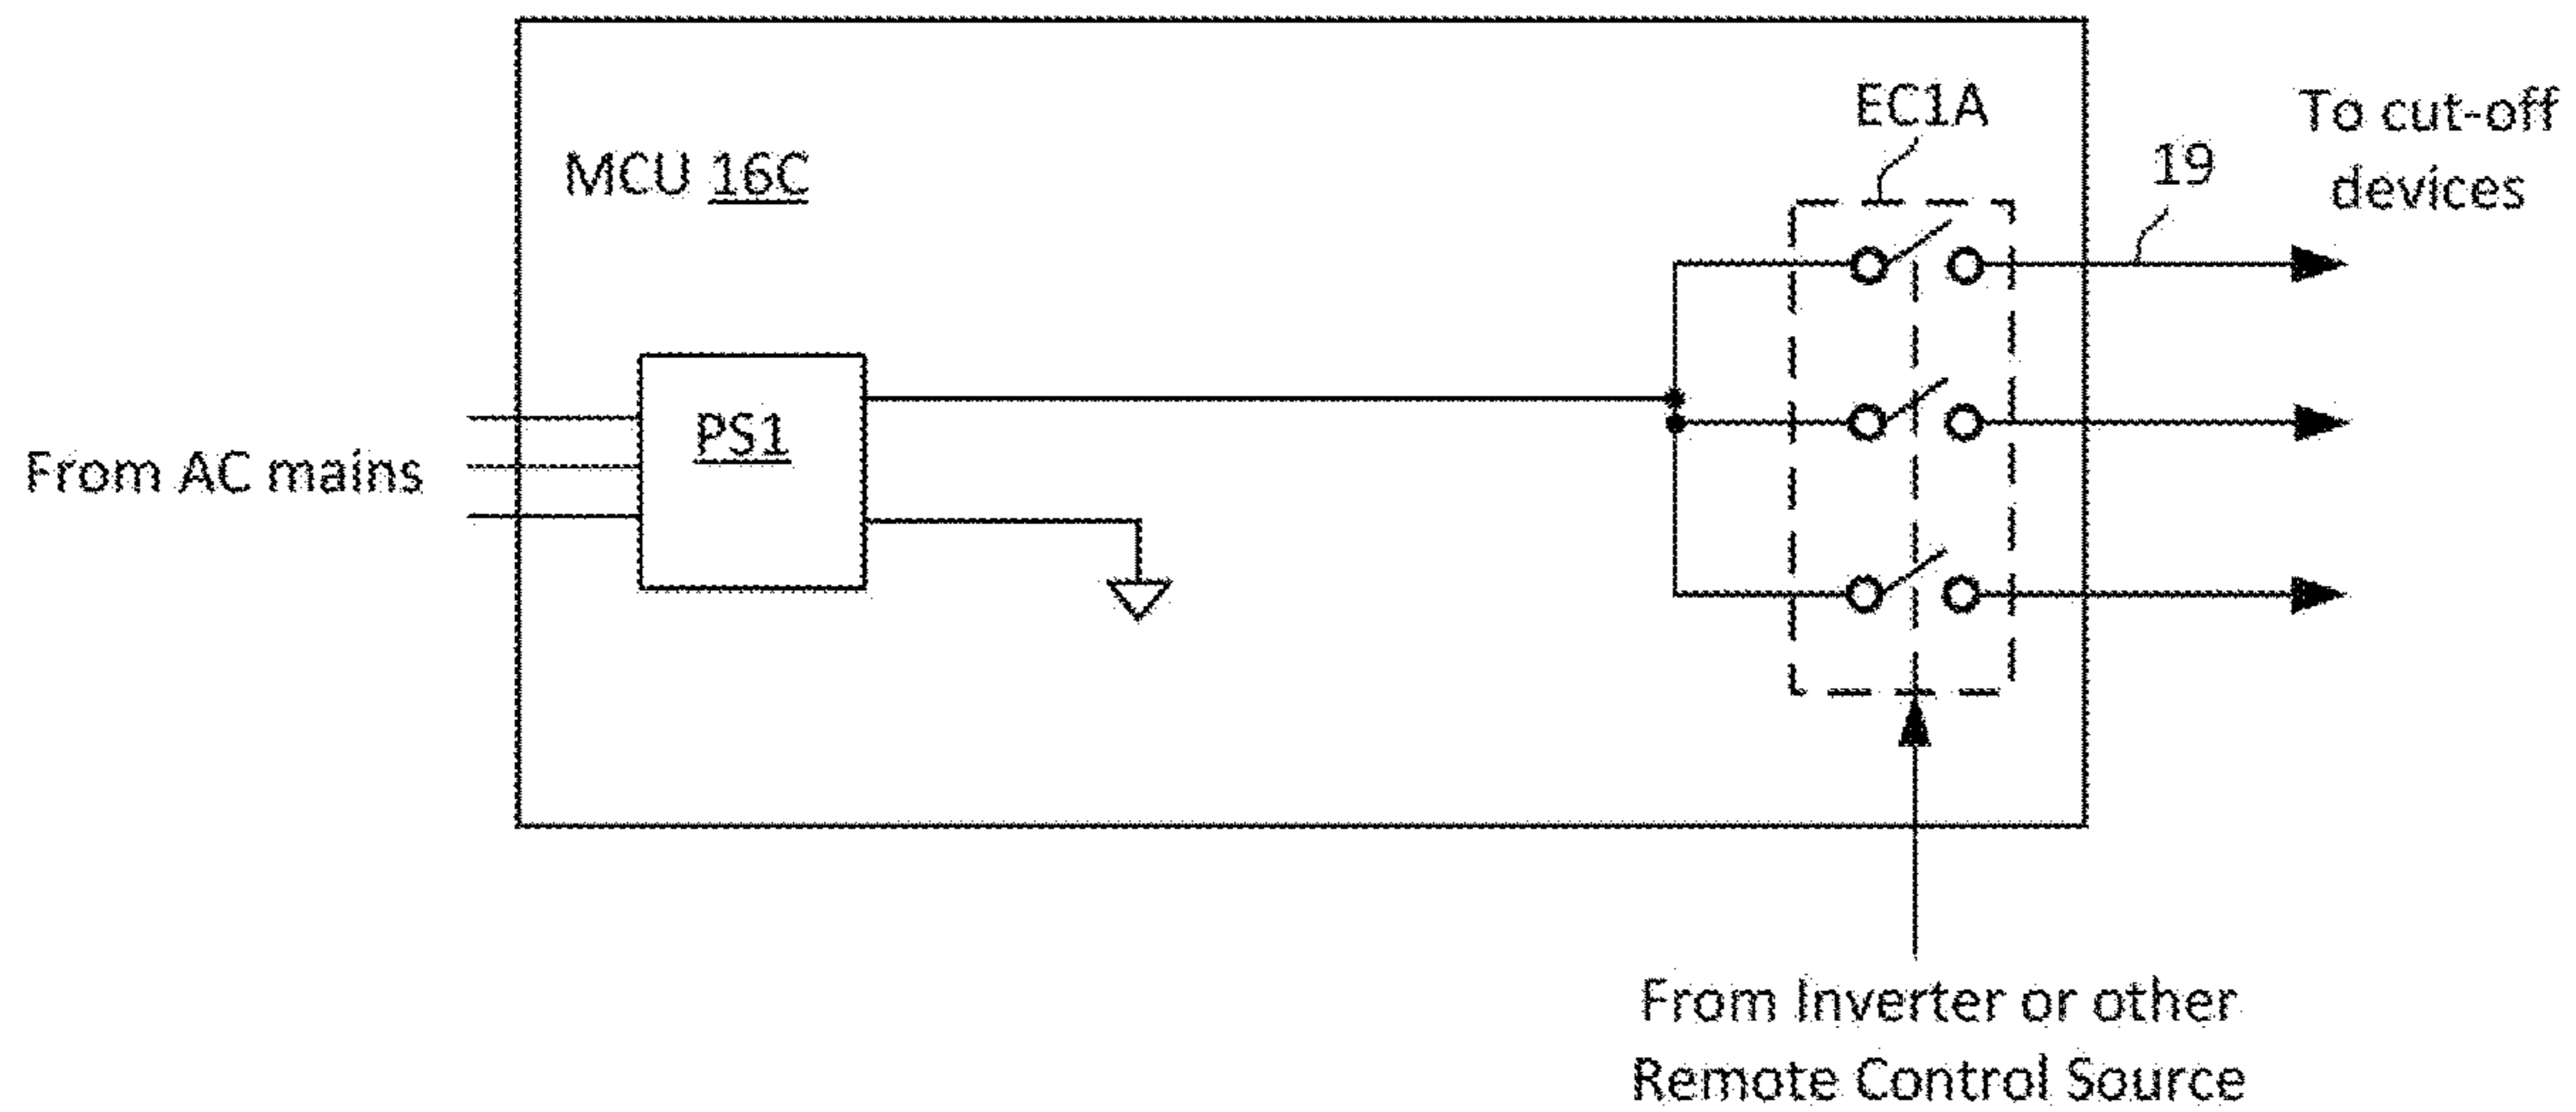 EC1A
To cut-off
devices
19
MCU 16C
PS1
From AC mains
From Inverter or other
Remote Control Source